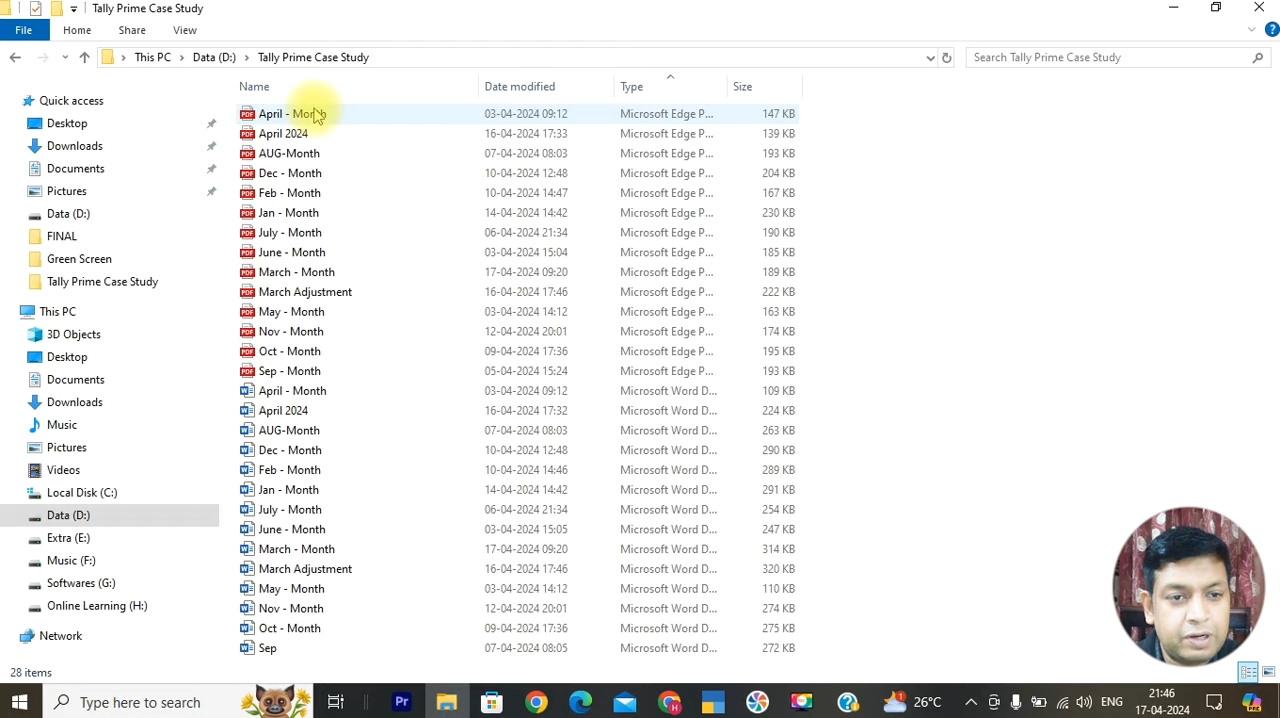 Tally Prime Case Study
File Home Share View
This PC Data (D:) Tally Prime Case Study Search Tally Prime Case Study
Name Date modified Type Size
Quick access
Desktop
Downloads
Documents
Pictures
Data (D:)
FINAL
Green Screen
Tally Prime Case Study
This PC
3D Objects
Desktop
Documents
Downloads
Music
Pictures
Videos
Local Disk (C:)
Data (D:)
Extra (E:)
Music (F:)
Softwares (G:)
Online Learning (H:)
Network
April - Month 03-04-2024 09:12 Microsoft Edge P... 147 KB
April 2024 16-04-2024 17:33 Microsoft Edge P... 139 KB
AUG-Month 07-04-2024 08:03 Microsoft Edge P... 193 KB
Dec - Month 10-04-2024 12:48 Microsoft Edge P... 204 KB
Feb - Month 10-04-2024 14:47 Microsoft Edge P... 167 KB
Jan - Month 14-04-2024 14:42 Microsoft Edge P... 230 KB
July - Month 06-04-2024 21:34 Microsoft Edge P... 190 KB
June - Month 03-04-2024 15:04 Microsoft Edge P... 185 KB
March - Month 17-04-2024 09:20 Microsoft Edge P... 189 KB
March Adjustment 16-04-2024 17:46 Microsoft Edge P... 222 KB
May - Month 03-04-2024 14:12 Microsoft Edge P... 163 KB
Nov - Month 12-04-2024 20:01 Microsoft Edge P... 174 KB
Oct - Month 09-04-2024 17:36 Microsoft Edge P... 195 KB
Sep - Month 05-04-2024 15:24 Microsoft Edge P... 193 KB
April - Month 03-04-2024 09:12 Microsoft Word D... 109 KB
April 2024 16-04-2024 17:32 Microsoft Word D... 224 KB
AUG-Month 07-04-2024 08:03 Microsoft Word D... 263 KB
Dec - Month 10-04-2024 12:48 Microsoft Word D... 290 KB
Feb - Month 10-04-2024 14:46 Microsoft Word D... 289 KB
Jan - Month 14-04-2024 14:42 Microsoft Word D... 291 KB
July - Month 06-04-2024 21:34 Microsoft Word D... 254 KB
June - Month 03-04-2024 15:05 Microsoft Word D... 247 KB
March - Month 17-04-2024 09:20 Microsoft Word D... 314 KB
March Adjustment 16-04-2024 17:46 Microsoft Word D... 320 KB
May - Month 03-04-2024 14:12 Microsoft Word D... 110 KB
Nov - Month 12-04-2024 20:01 Microsoft Word D... 274 KB
Oct - Month 09-04-2024 17:36 Microsoft Word D... 275 KB
Sep 07-04-2024 08:05 Microsoft Word D... 272 KB
28 items
Type here to search Pr 1 26°C ENG 21:46
17-04-2024